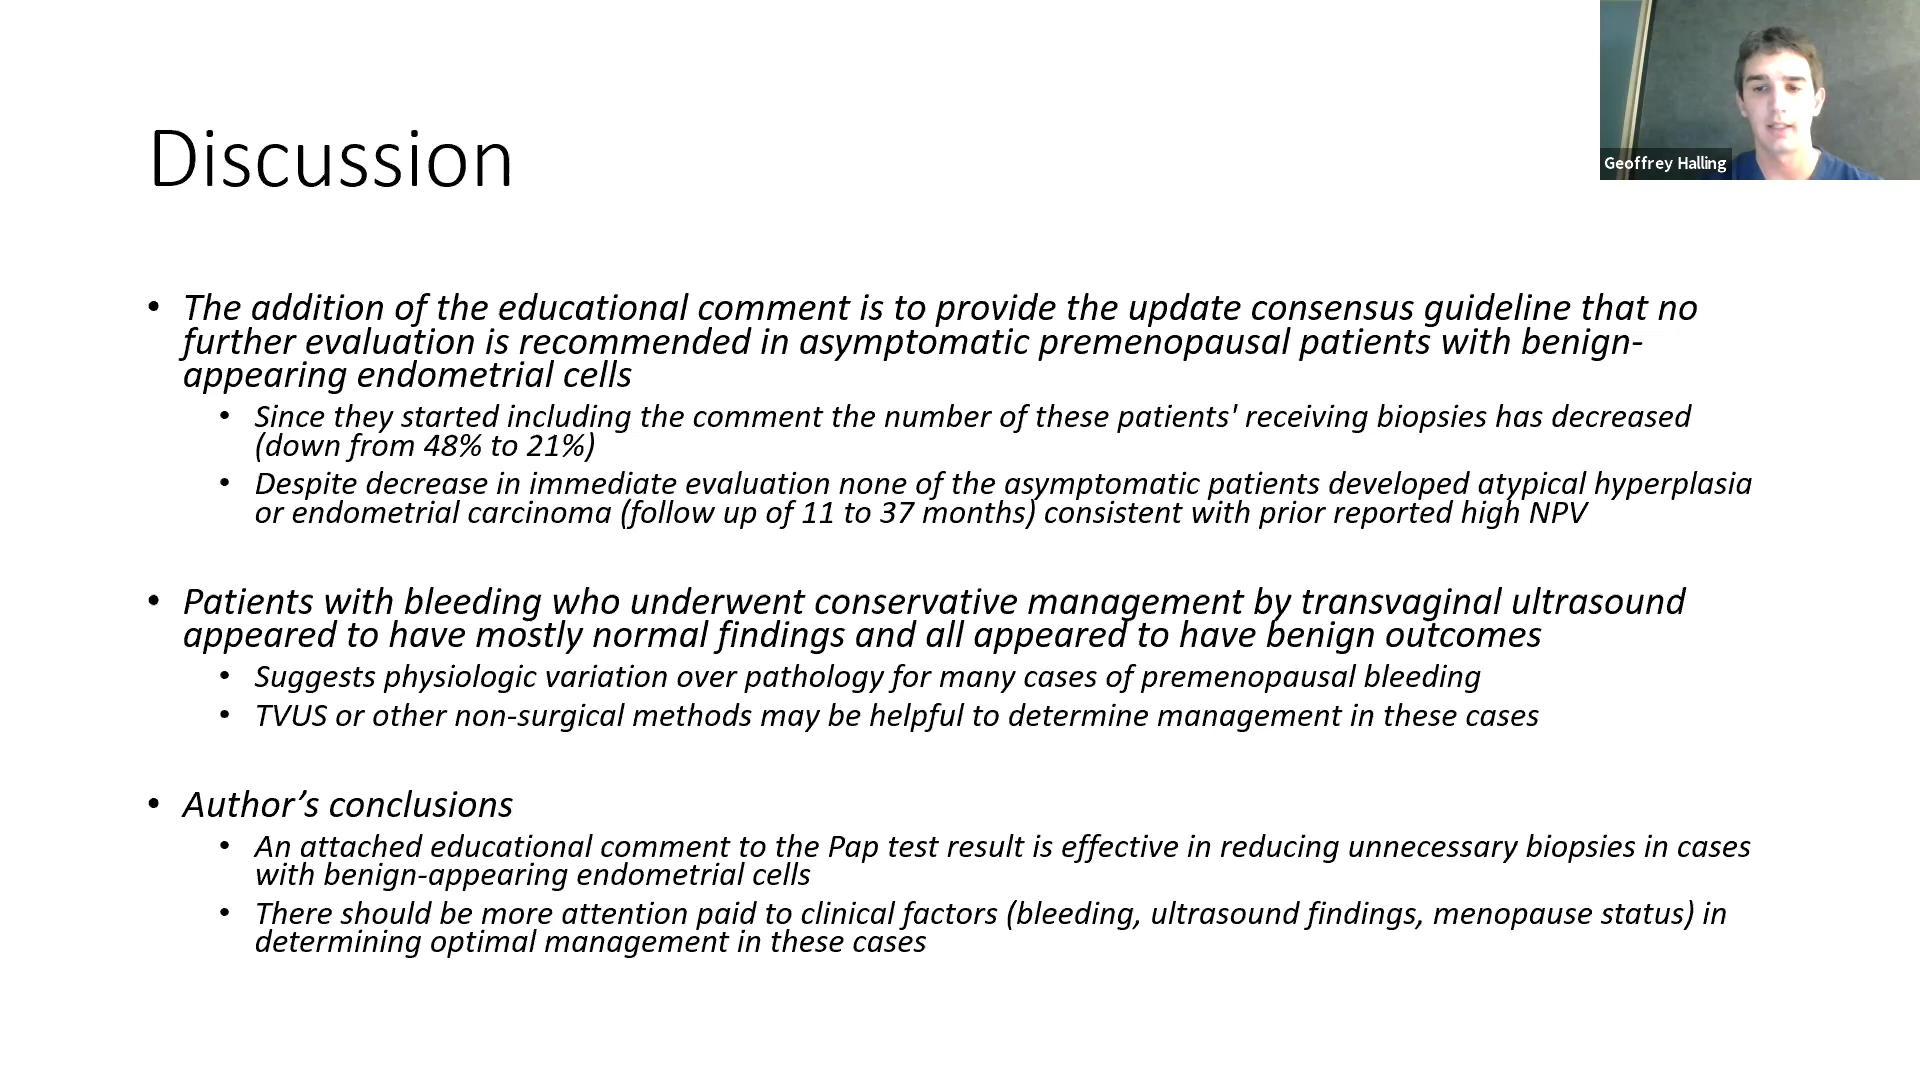 Geoffrey Halling
Discussion
• The addition of the educational comment is to provide the update consensus guideline that no
further evaluation is recommended in asymptomatic premenopausal patients with benign-
appearing endometrial cells
• Since they started including the comment the number of these patients' receiving biopsies has decreased
(down from 48% to 21%)
• Despite decrease in immediate evaluation none of the asymptomatic patients developed atypical hyperplasia
or endometrial carcinoma (follow up of 11 to 37 months) consistent with prior reported high NPV
• Patients with bleeding who underwent conservative management by transvaginal ultrasound
appeared to have mostly normal findings and all appeared to have benign outcomes
• Suggests physiologic variation over pathology for many cases of premenopausal bleeding
• TVUS or other non-surgical methods may be helpful to determine management in these cases
• Author’s conclusions
• An attached educational comment to the Pap test result is effective in reducing unnecessary biopsies in cases
with benign-appearing endometrial cells
• There should be more attention paid to clinical factors (bleeding, ultrasound findings, menopause status) in
determining optimal management in these cases